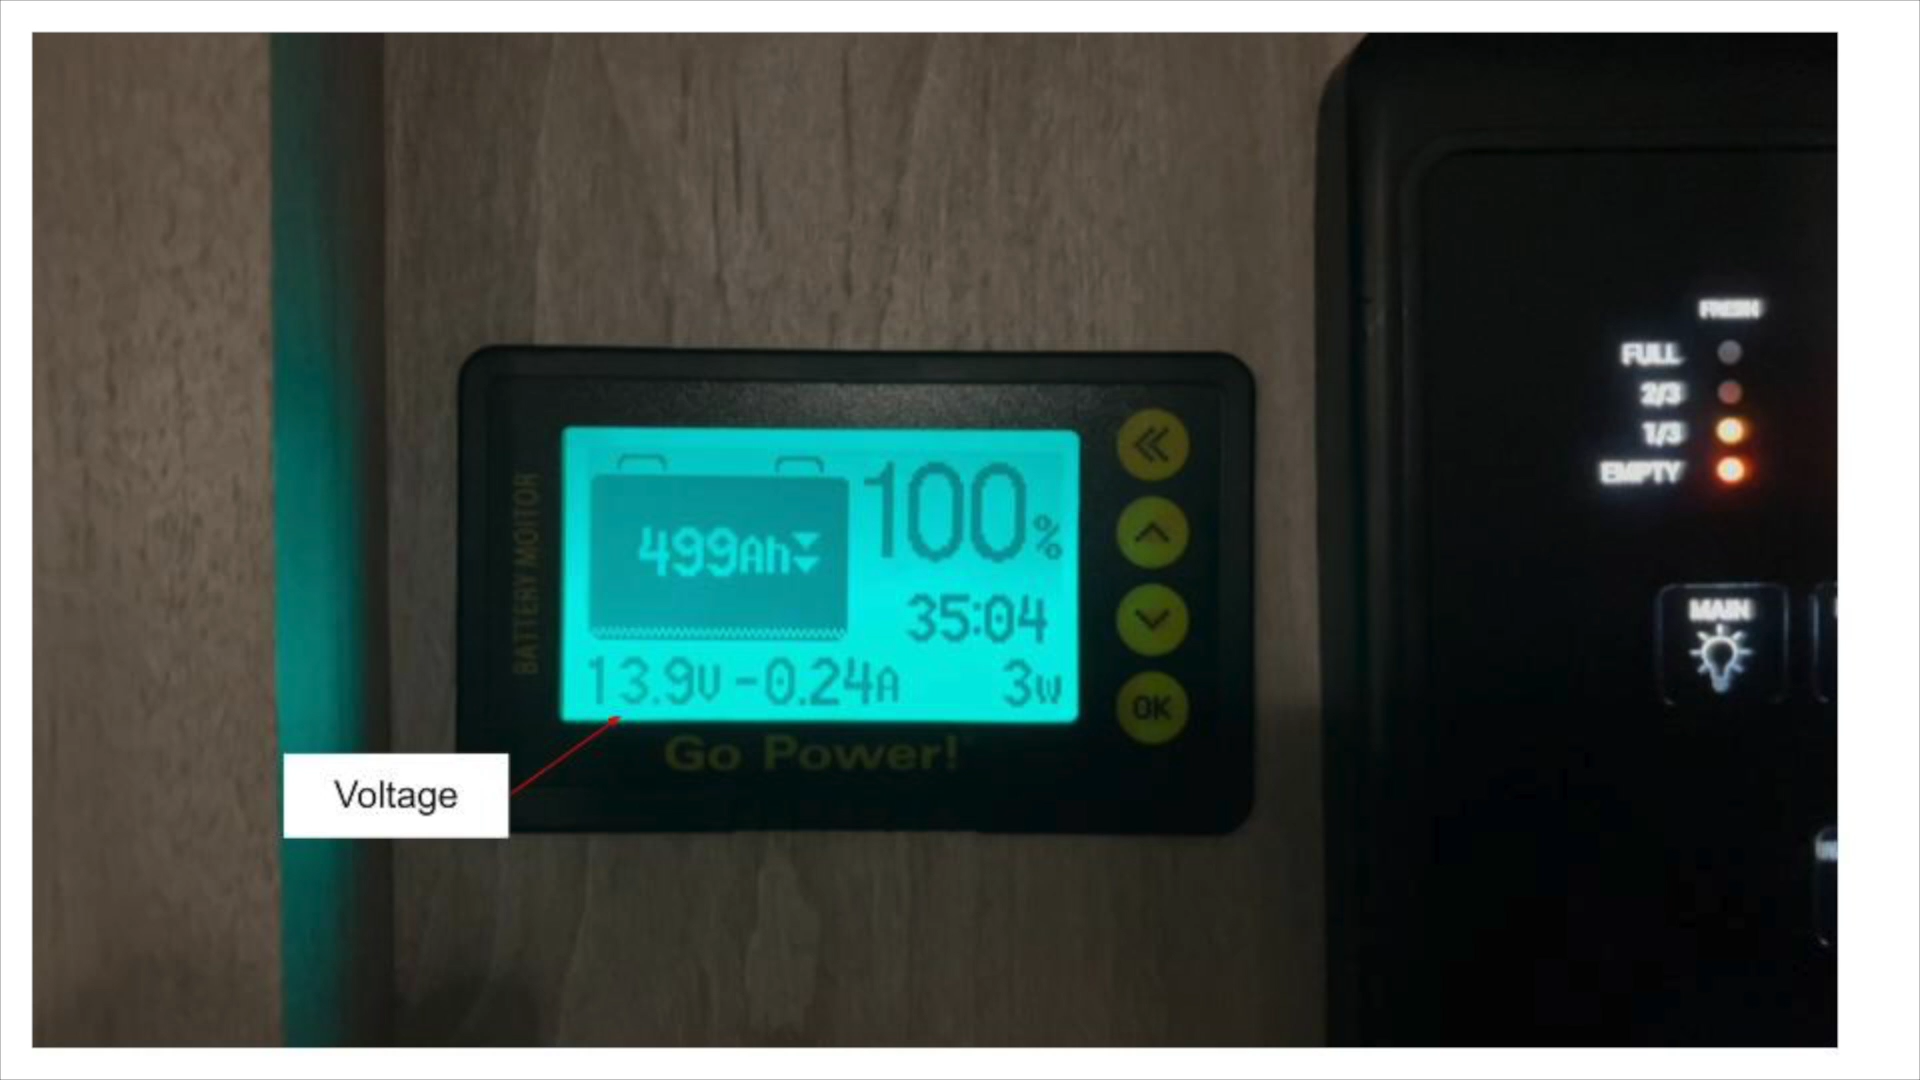 FRESH
FULL
2/3
1/3
EMPTY
BATTERY MOITOR
499Ah
100%
35:04
13.9V -0.24A 3W
OK
MAIN
Go Power!
Voltage